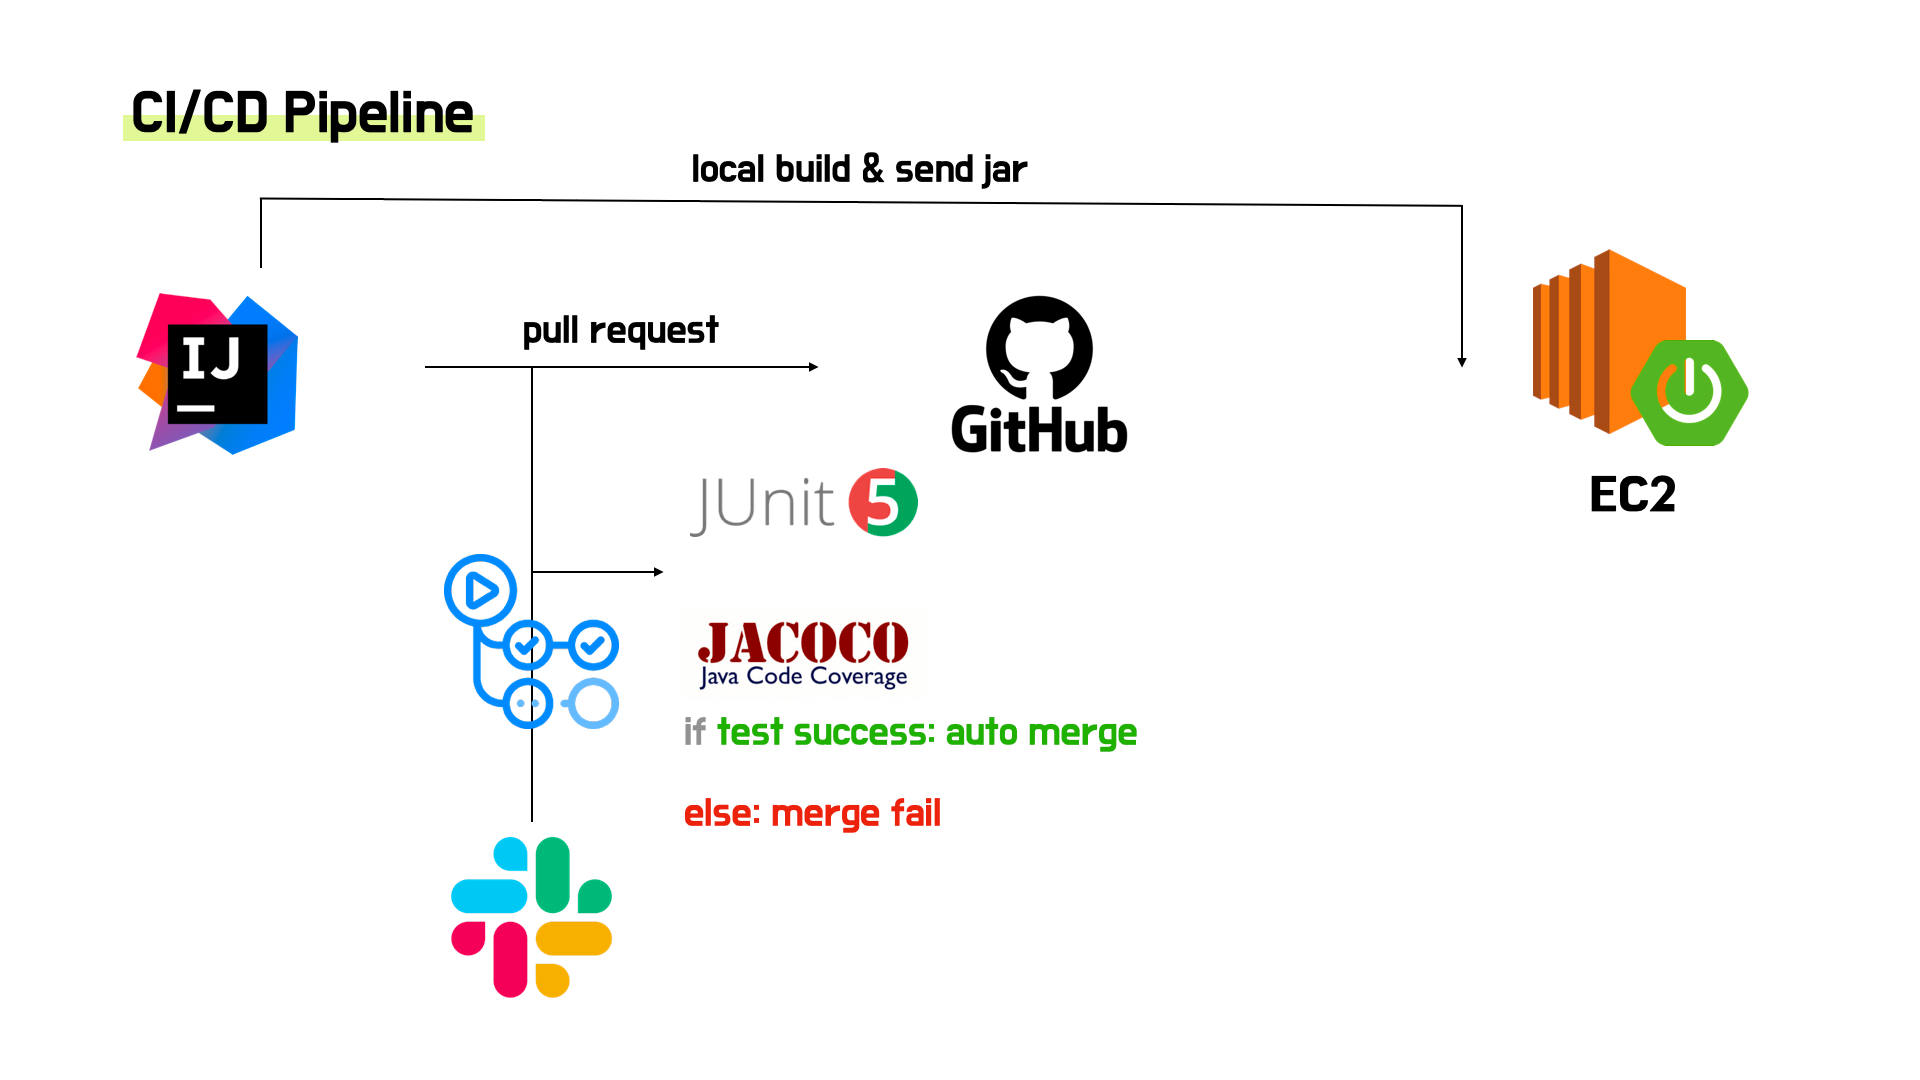 CI/CD Pipeline
local build & send jar
IJ
pull request
GitHub
JUnit 5
EC2
JACOCO
Java Code Coverage
if test success: auto merge
else: merge fail